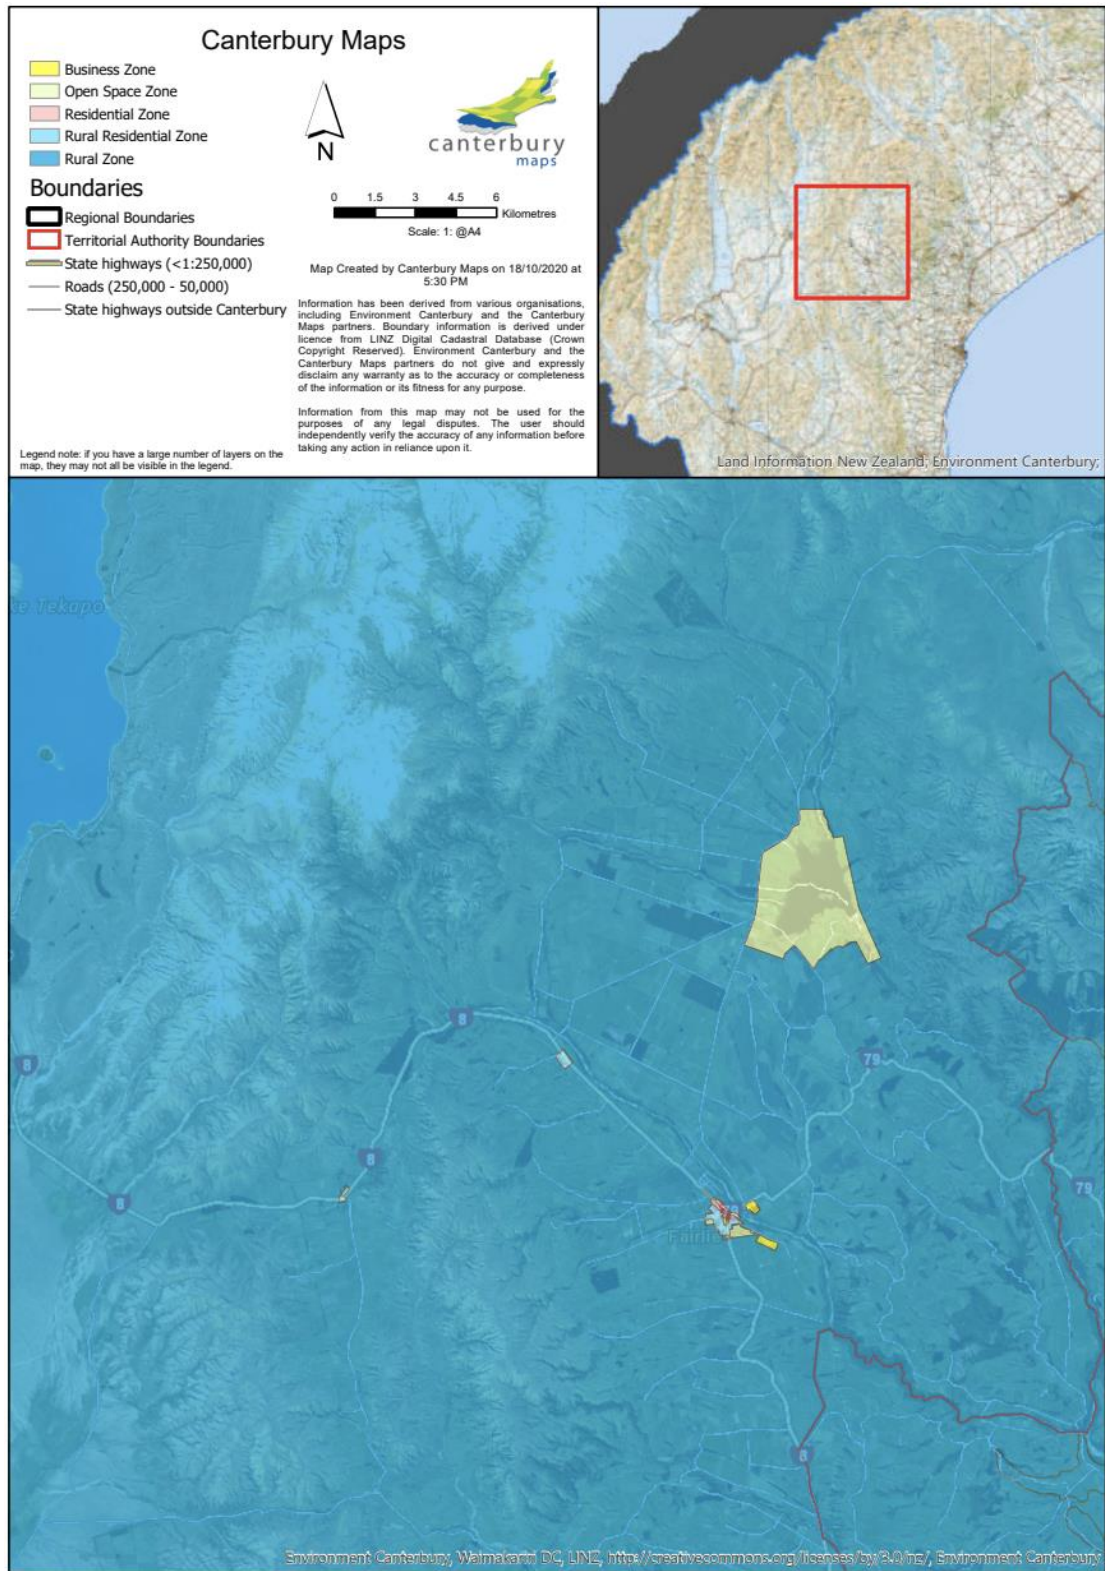 Canterbury Maps
Business Zone
Open Space Zone
Residential Zone
Rural Residential Zone
Rural Zone
Boundaries
Regional Boundaries
Territorial Authority Boundaries
State highways (<1:250,000)
Roads (250,000 - 50,000)
State highways outside Canterbury
Legend note: if you have a large number of layers on the
map, they may not all be visible in the legend.
N
canterbury
maps
0 1.5 3 4.5 6
Kilometres
Scale: 1: @A4
Map Created by Canterbury Maps on 18/10/2020 at
5:30 PM
Information has been derived from various organisations,
including Environment Canterbury and the Canterbury
Maps partners. Boundary information is derived under
licence from LINZ Digital Cadastral Database (Crown
Copyright Reserved). Environment Canterbury and the
Canterbury Maps partners do not give and expressly
disclaim any warranty as to the accuracy or completeness
of the information or its fitness for any purpose.
Information from this map may not be used for the
purposes of any legal disputes. The user should
independently verify the accuracy of any information before
taking any action in reliance upon it.
Land Information New Zealand, Environment Canterbury;
ke Tekapo
8
8
79
8
8
79
8
79
Fairli
8
Environment Canterbury, Waimakariri DC, LINZ, http://creativecommons.org/licenses/by/3.0/nz/, Environment Canterbury